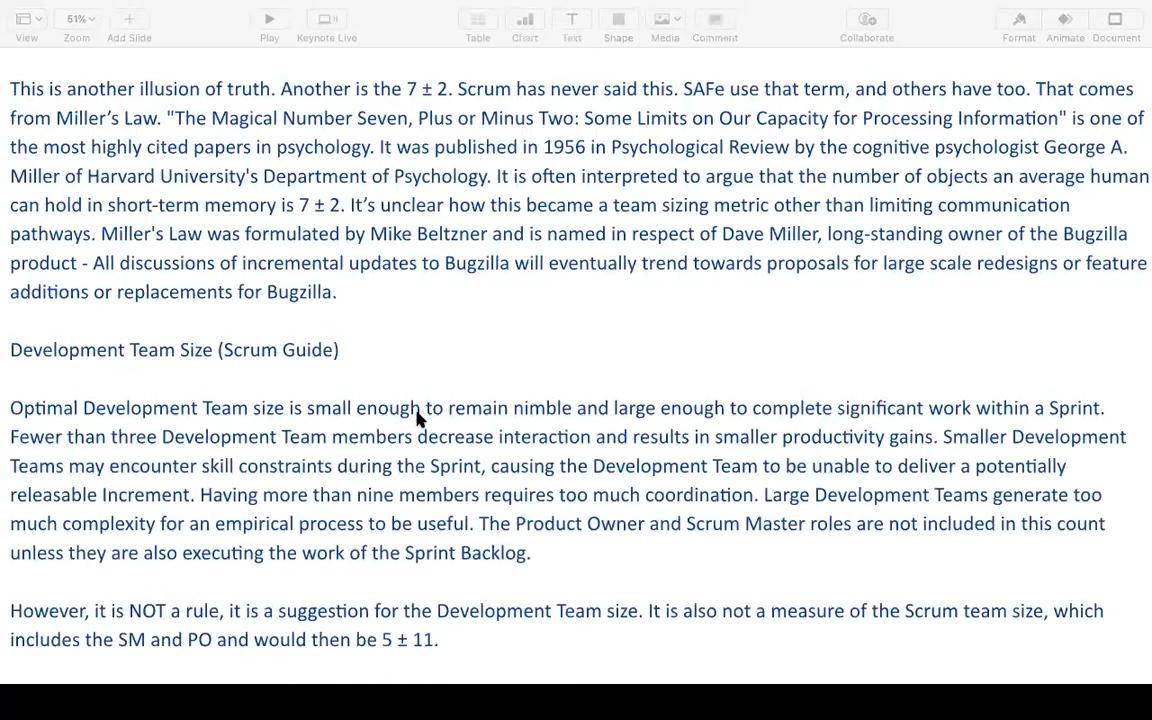 51%
View
Zoom
Add Slide
Play
Keynote Live
Table
Chart
Text
Shape
Media
Comment
Collaborate
Format
Animate
Document
This is another illusion of truth. Another is the 7 ± 2. Scrum has never said this. SAFe use that term, and others have too. That comes
from Miller’s Law. "The Magical Number Seven, Plus or Minus Two: Some Limits on Our Capacity for Processing Information" is one of
the most highly cited papers in psychology. It was published in 1956 in Psychological Review by the cognitive psychologist George A.
Miller of Harvard University's Department of Psychology. It is often interpreted to argue that the number of objects an average human
can hold in short-term memory is 7 ± 2. It’s unclear how this became a team sizing metric other than limiting communication
pathways. Miller's Law was formulated by Mike Beltzner and is named in respect of Dave Miller, long-standing owner of the Bugzilla
product - All discussions of incremental updates to Bugzilla will eventually trend towards proposals for large scale redesigns or feature
additions or replacements for Bugzilla.
Development Team Size (Scrum Guide)
Optimal Development Team size is small enough to remain nimble and large enough to complete significant work within a Sprint.
Fewer than three Development Team members decrease interaction and results in smaller productivity gains. Smaller Development
Teams may encounter skill constraints during the Sprint, causing the Development Team to be unable to deliver a potentially
releasable Increment. Having more than nine members requires too much coordination. Large Development Teams generate too
much complexity for an empirical process to be useful. The Product Owner and Scrum Master roles are not included in this count
unless they are also executing the work of the Sprint Backlog.
However, it is NOT a rule, it is a suggestion for the Development Team size. It is also not a measure of the Scrum team size, which
includes the SM and PO and would then be 5 ± 11.